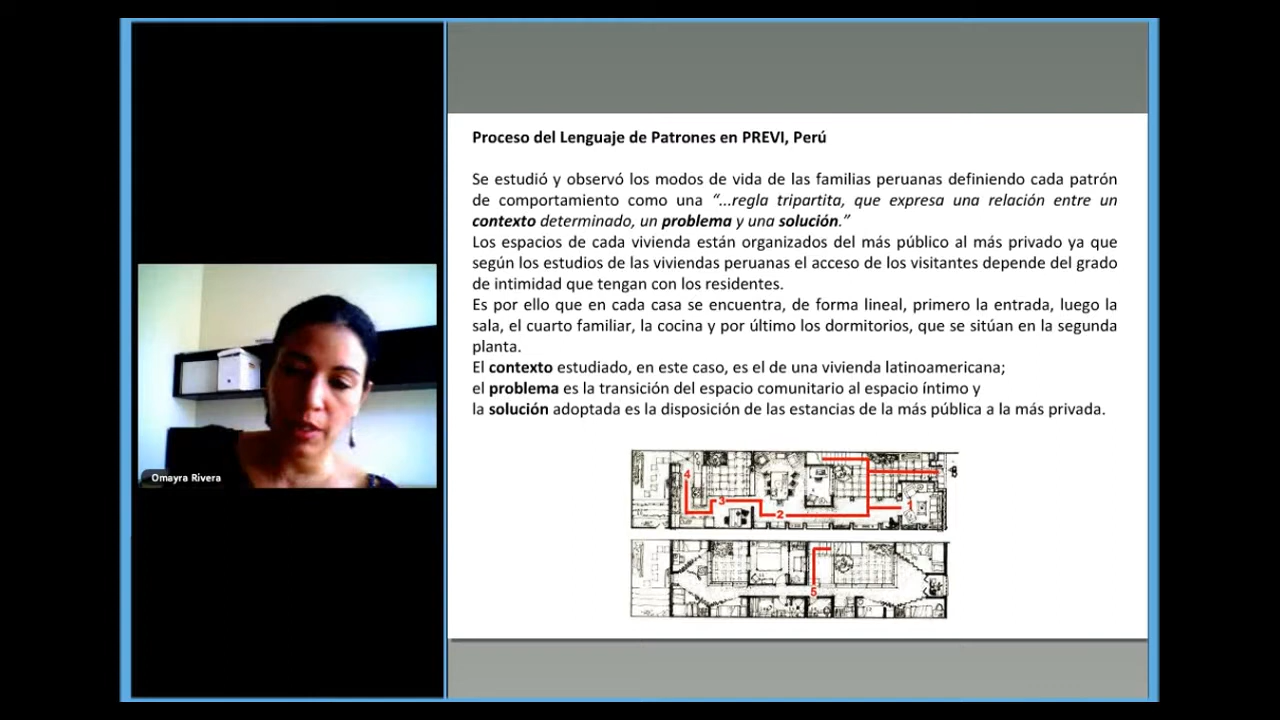 Proceso del Lenguaje de Patrones en PREVI, Perú
Se estudió y observó los modos de vida de las familias peruanas definiendo cada patrón
de comportamiento como una “...regla tripartita, que expresa una relación entre un
contexto determinado, un problema y una solución.”
Los espacios de cada vivienda están organizados del más público al más privado ya que
según los estudios de las viviendas peruanas el acceso de los visitantes depende del grado
de intimidad que tengan con los residentes.
Es por ello que en cada casa se encuentra, de forma lineal, primero la entrada, luego la
sala, el cuarto familiar, la cocina y por último los dormitorios, que se sitúan en la segunda
planta.
El contexto estudiado, en este caso, es el de una vivienda latinoamericana;
el problema es la transición del espacio comunitario al espacio íntimo y
la solución adoptada es la disposición de las estancias de la más pública a la más privada.
4
3
2
1
5
Omayra Rivera